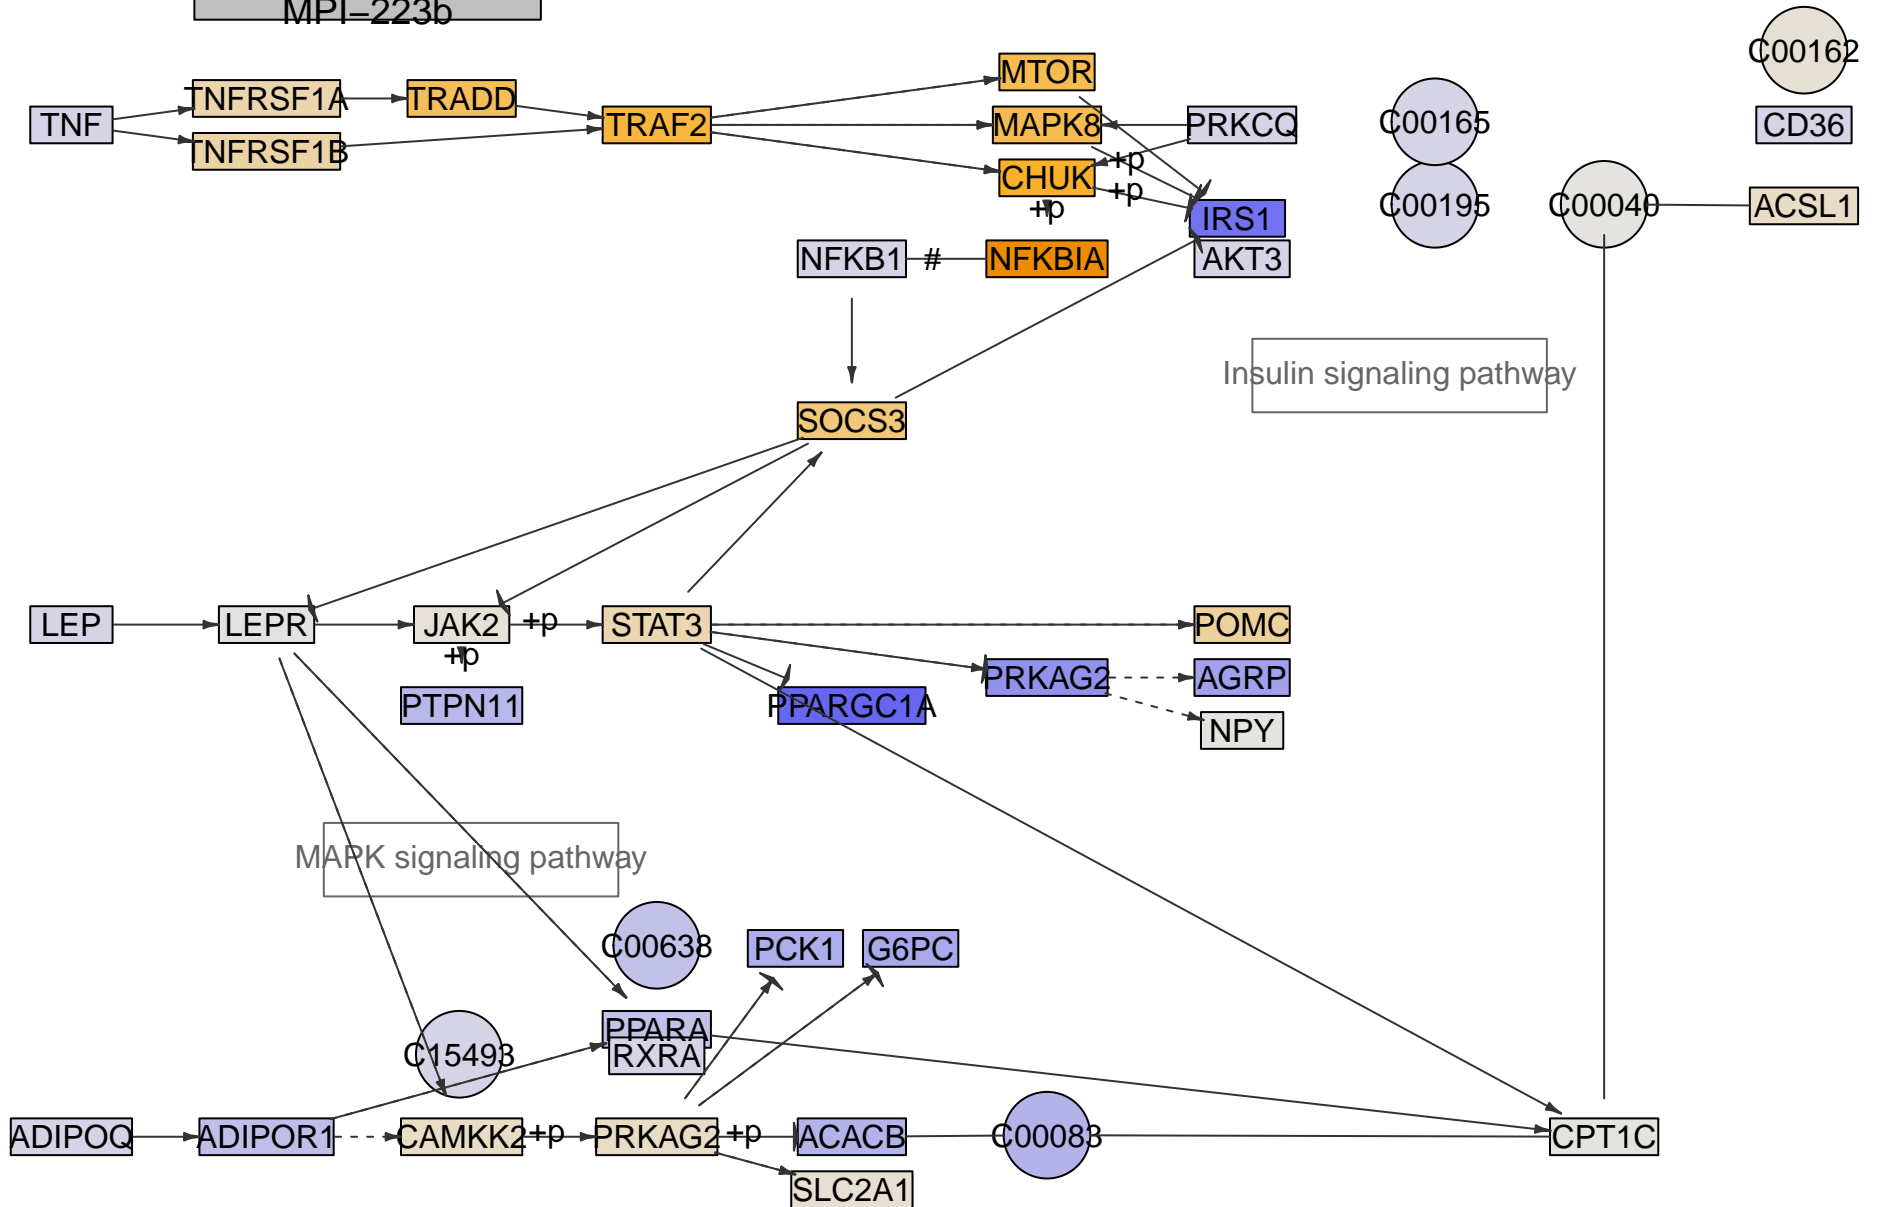 MPI−223b
C00162
TNF
TNFRSF1A
TNFRSF1B
TRADD
TRAF2
MTOR
MAPK8
CHUK
PRKCQ
+p
+p
+p
IRS1
AKT3
NFKB1
#
NFKBIA
C00165
C00195
C00040
CD36
ACSL1
Insulin signaling pathway
SOCS3
LEP
LEPR
JAK2
+p
+p
STAT3
POMC
PTPN11
PPARGC1A
PRKAG2
AGRP
NPY
MAPK signaling pathway
C00638
PCK1
G6PC
PPARA
RXRA
C15493
ADIPOQ
ADIPOR1
CAMKK2
+p
PRKAG2
+p
ACACB
C00083
CPT1C
SLC2A1